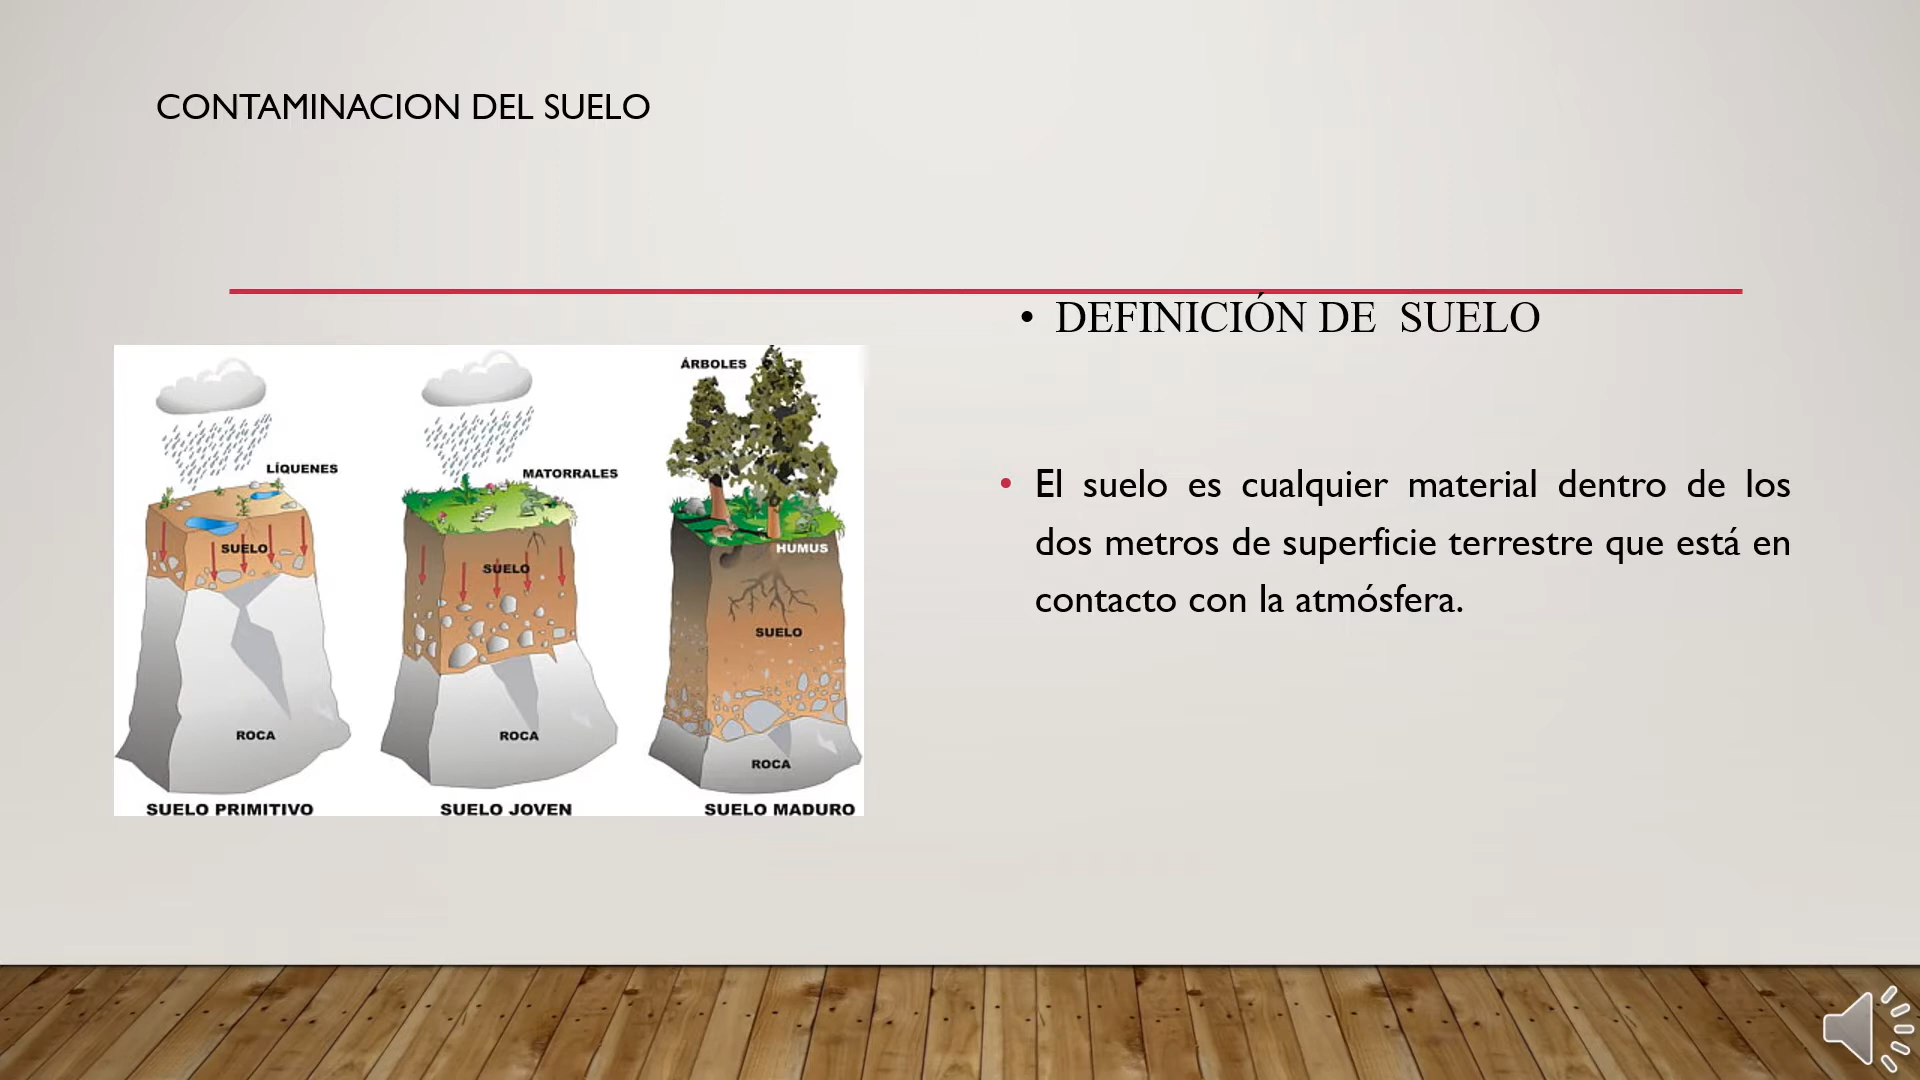 CONTAMINACION DEL SUELO
• DEFINICIÓN DE SUELO
• El suelo es cualquier material dentro de los
dos metros de superficie terrestre que está en
contacto con la atmósfera.
LÍQUENES
SUELO
ROCA
SUELO PRIMITIVO
MATORRALES
SUELO
ROCA
SUELO JOVEN
ÁRBOLES
HUMUS
SUELO
ROCA
SUELO MADURO